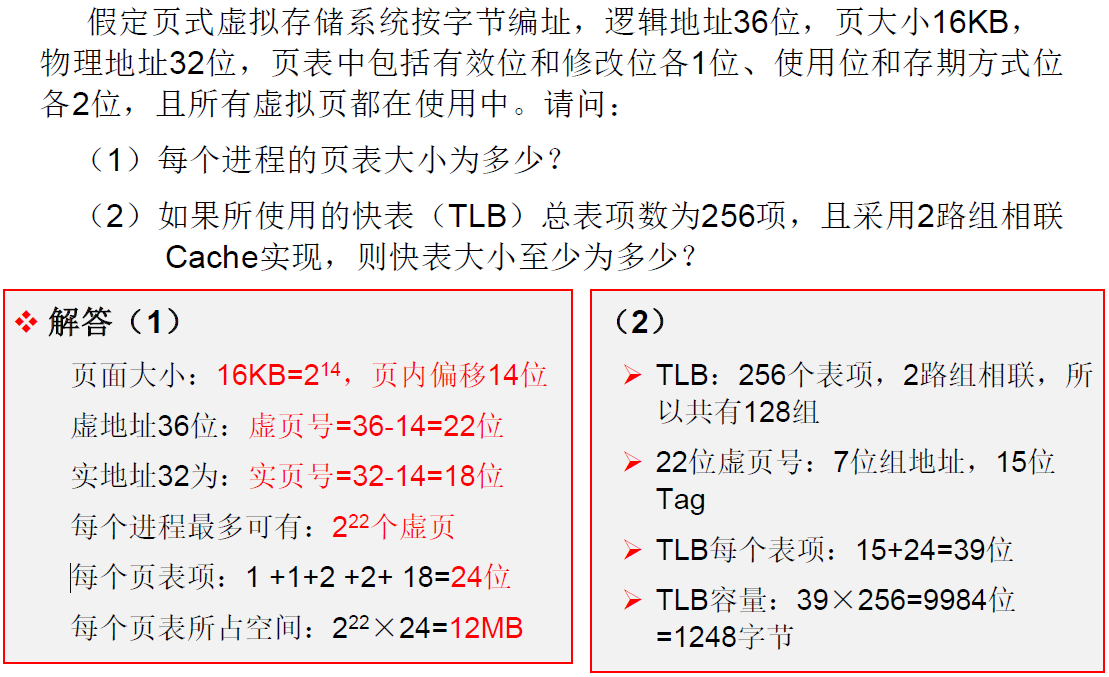 假定页式虚拟存储系统按字节编址，逻辑地址36位，页大小16KB，
物理地址32位，页表中包括有效位和修改位各1位、使用位和存期方式位
各2位，且所有虚拟页都在使用中。请问：
（1）每个进程的页表大小为多少？
（2）如果所使用的快表（TLB）总表项数为256项，且采用2路组相联
Cache实现，则快表大小至少为多少？
❖ 解答（1）
页面大小：16KB=2¹⁴，页内偏移14位
虚地址36位：虚页号=36-14=22位
实地址32为：实页号=32-14=18位
每个进程最多可有：2²²个虚页
每个页表项：1 +1+2 +2+ 18=24位
每个页表所占空间：2²²×24=12MB
（2）
➢ TLB：256个表项，2路组相联，所
以共有128组
➢ 22位虚页号：7位组地址，15位
Tag
➢ TLB每个表项：15+24=39位
➢ TLB容量：39×256=9984位
=1248字节